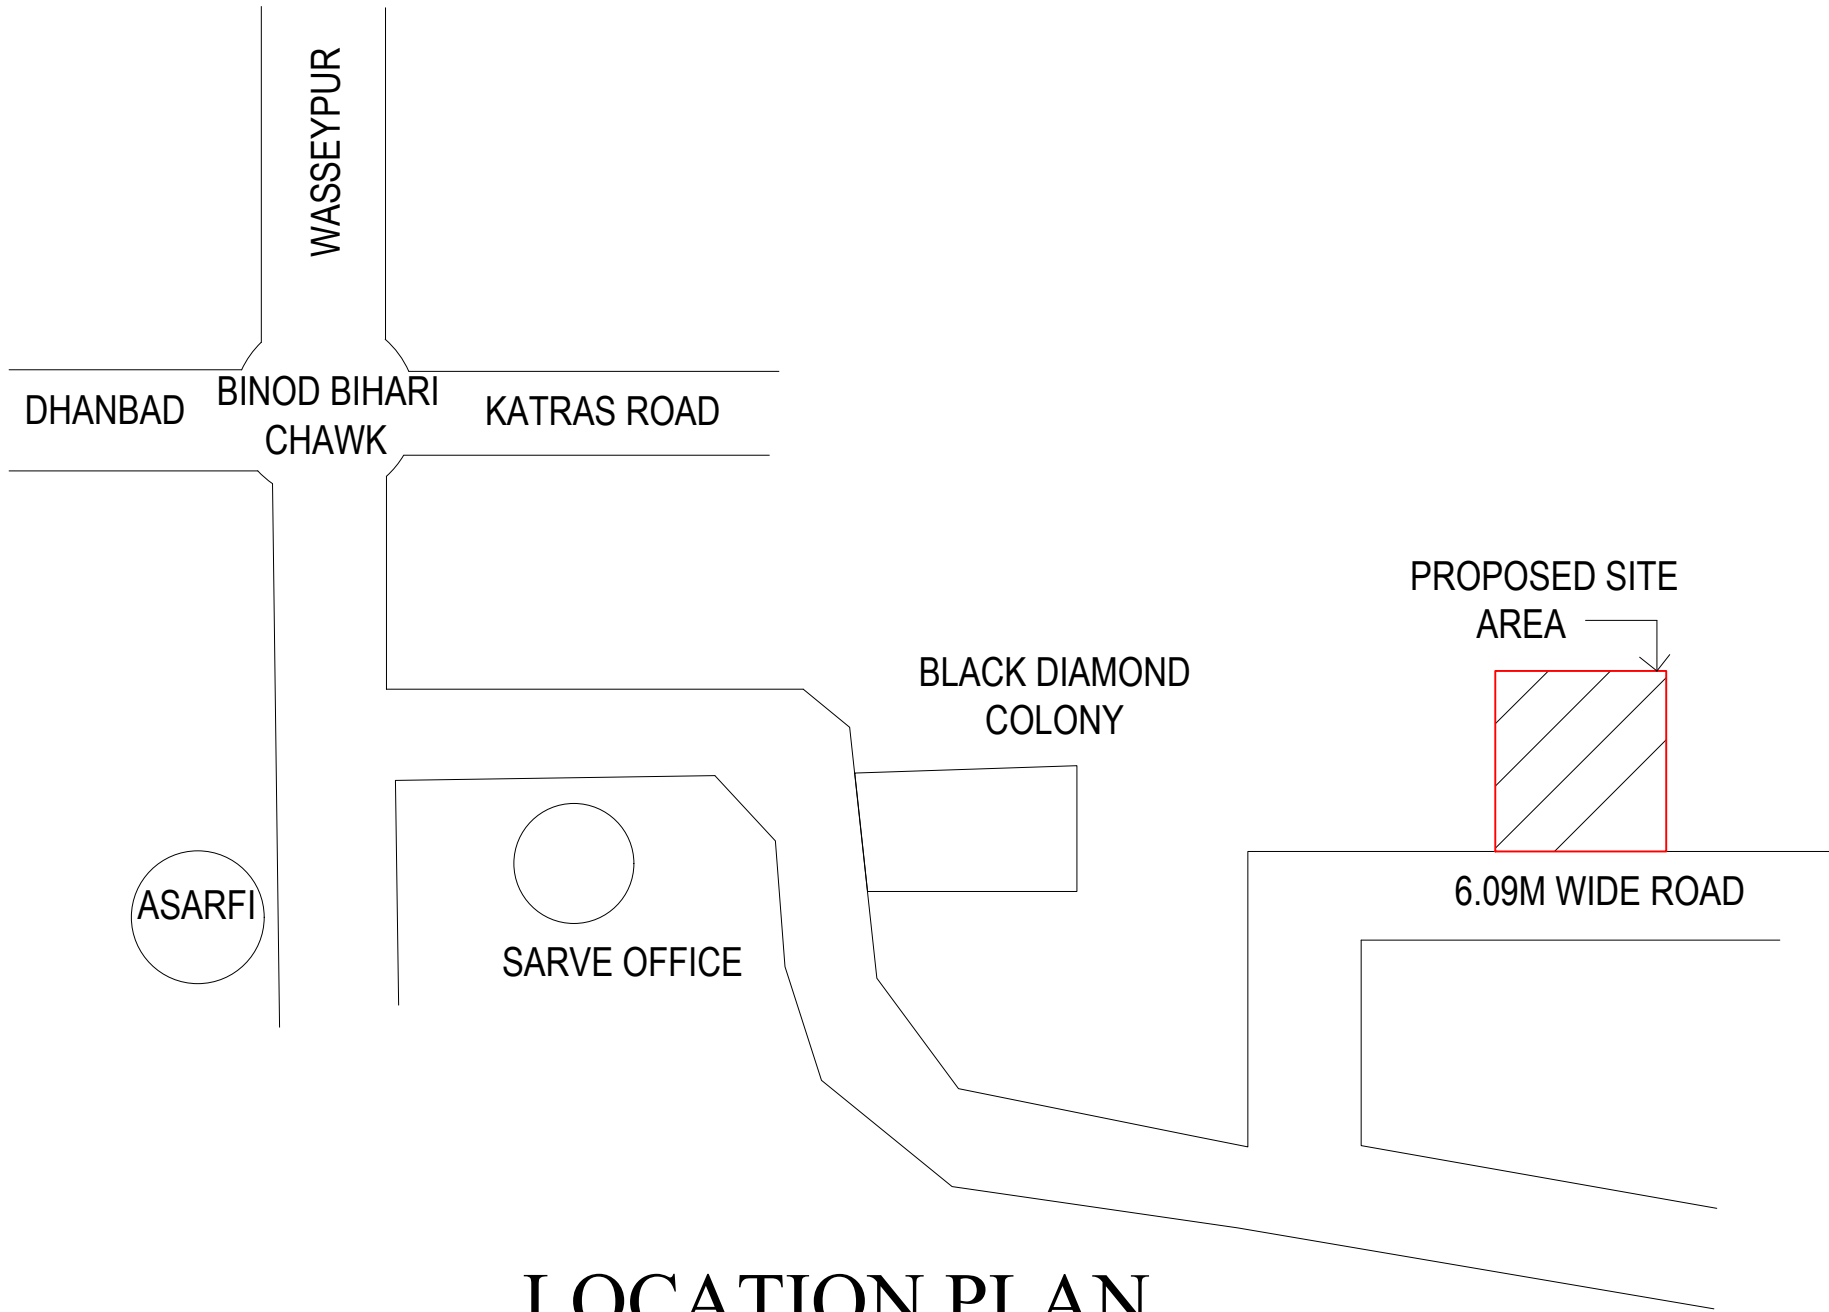 WASSEYPUR
DHANBAD
BINOD BIHARI
CHAWK
KATRAS ROAD
PROPOSED SITE
AREA
BLACK DIAMOND
COLONY
6.09M WIDE ROAD
ASARFI
SARVE OFFICE
LOCATION PLAN